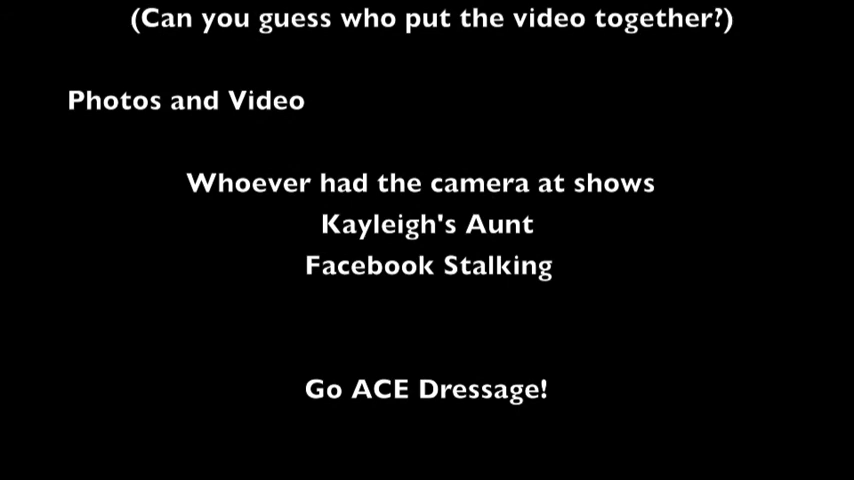 (Can you guess who put the video together?)
Photos and Video
Whoever had the camera at shows
Kayleigh's Aunt
Facebook Stalking
Go ACE Dressage!